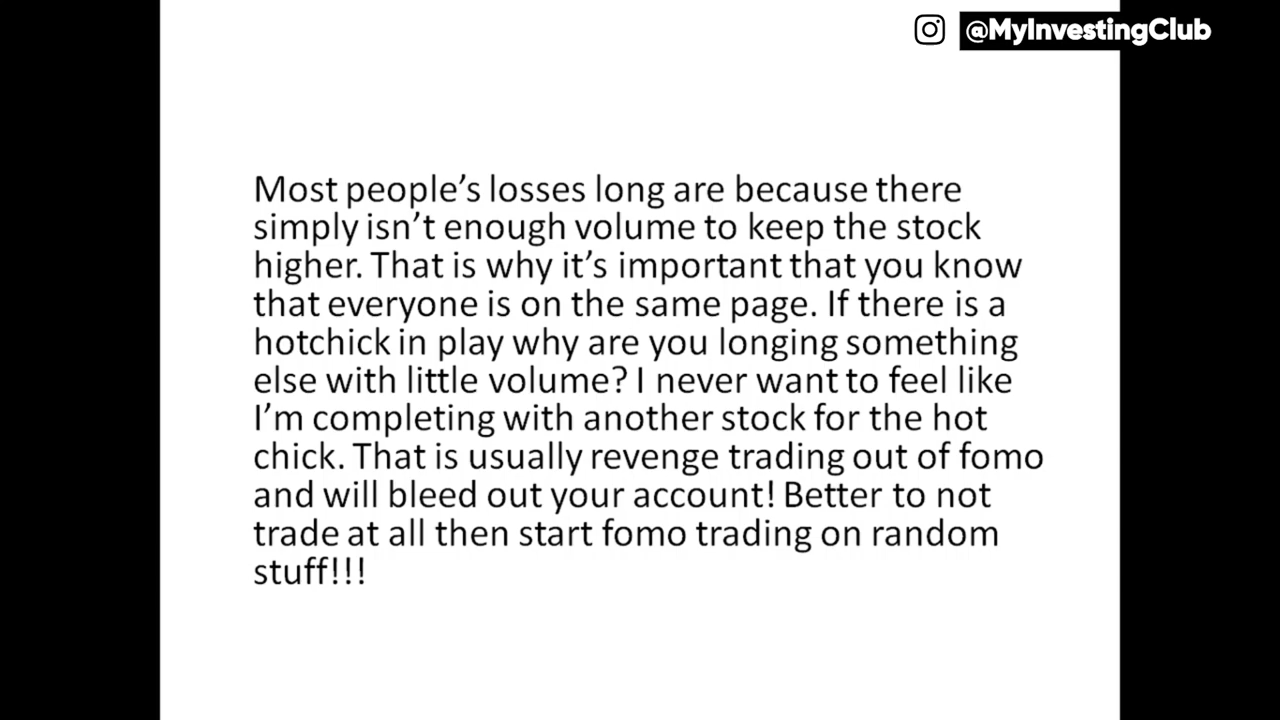 @MyInvestingClub
Most people's losses long are because there
simply isn't enough volume to keep the stock
higher. That is why it's important that you know
that everyone is on the same page. If there is a
hotchick in play why are you longing something
else with little volume? I never want to feel like
I'm completing with another stock for the hot
chick. That is usually revenge trading out of fomo
and will bleed out your account! Better to not
trade at all then start fomo trading on random
stuff!!!